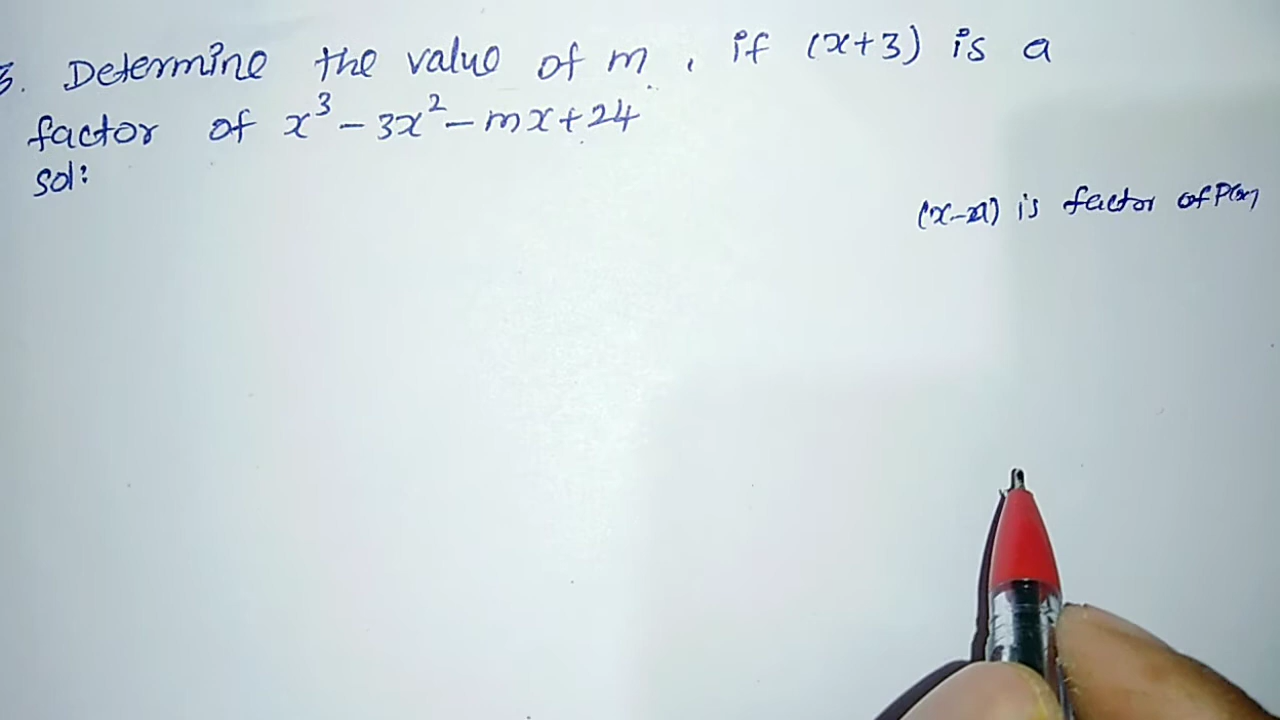 3. Determine the value of m, if (x+3) is a
factor of x³ - 3x² - mx + 24
Sol:
(x-a) is factor of P(x)